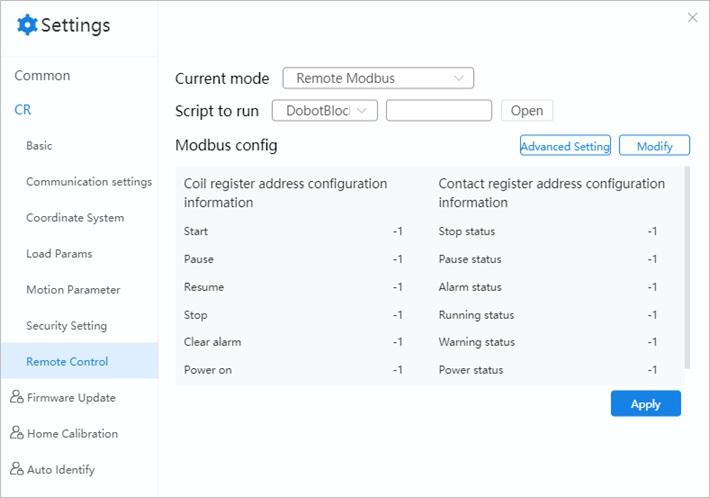 Settings
Common
CR
Basic
Communication settings
Coordinate System
Load Params
Motion Parameter
Security Setting
Remote Control
Firmware Update
Home Calibration
Auto Identify
Current mode Remote Modbus
Script to run DobotBloc Open
Modbus config Advanced Setting Modify
Coil register address configuration
information
Start -1
Pause -1
Resume -1
Stop -1
Clear alarm -1
Power on -1
Contact register address configuration
information
Stop status -1
Pause status -1
Alarm status -1
Running status -1
Warning status -1
Power status -1
Apply